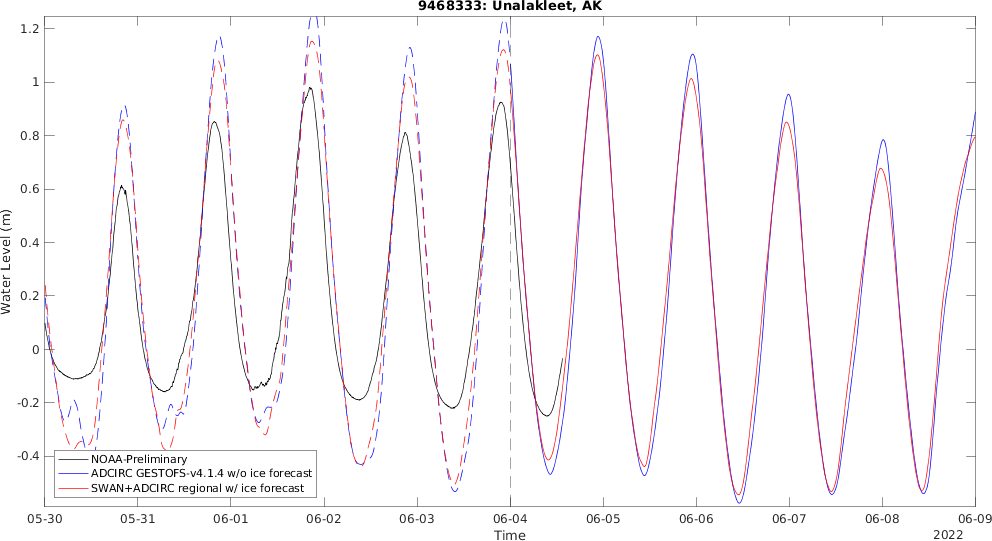 9468333: Unalakleet, AK
Water Level (m)
1.2
1
0.8
0.6
0.4
0.2
0
-0.2
-0.4
NOAA-Preliminary
ADCIRC GESTOFS-v4.1.4 w/o ice forecast
SWAN+ADCIRC regional w/ ice forecast
05-30 05-31 06-01 06-02 06-03 06-04 06-05 06-06 06-07 06-08 06-09
Time
2022